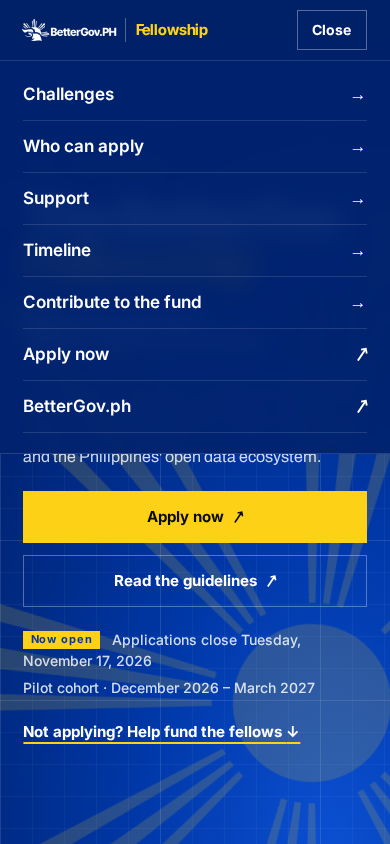 BetterGov.PH Fellowship Close
Challenges →
Who can apply →
Support →
Timeline →
Contribute to the fund →
Apply now ↗
BetterGov.ph ↗
and the Philippines' open data ecosystem.
Apply now ↗
Read the guidelines ↗
Now open Applications close Tuesday,
November 17, 2026
Pilot cohort · December 2026 – March 2027
Not applying? Help fund the fellows ↓